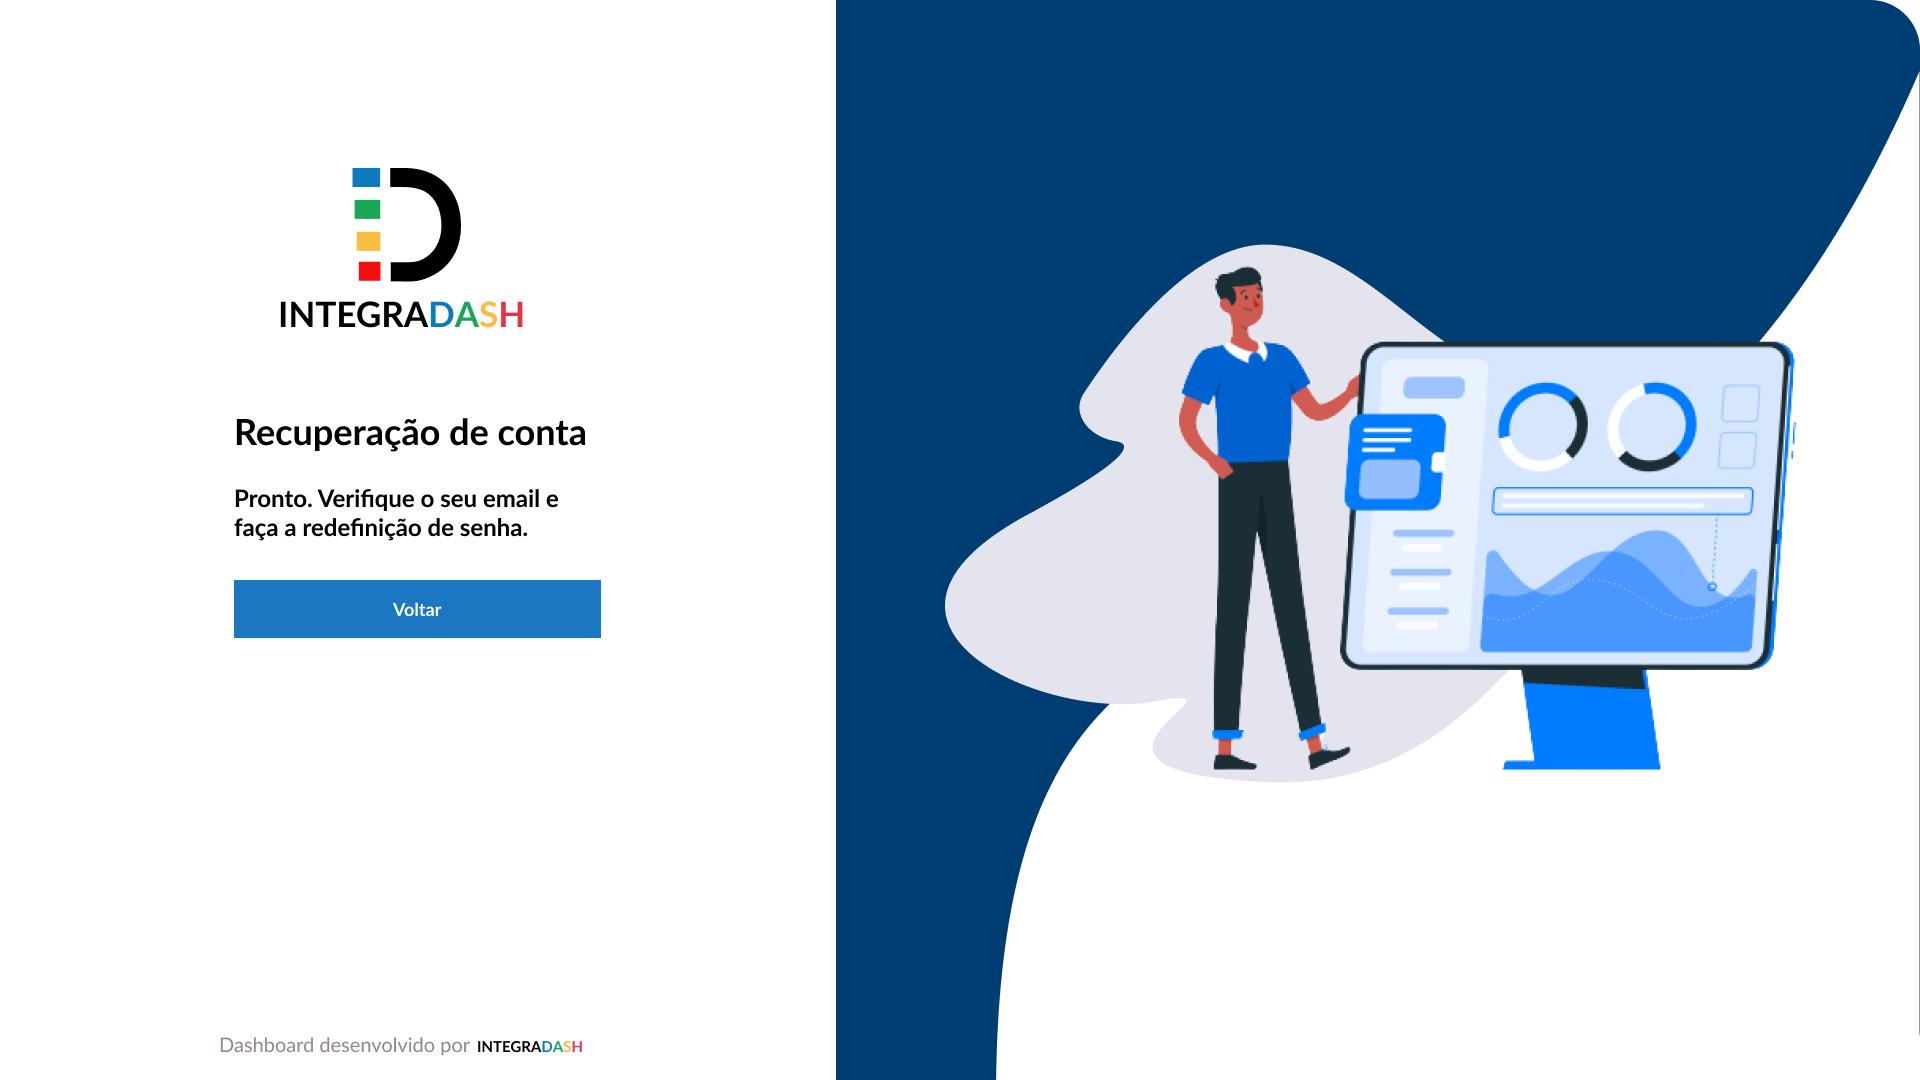 INTEGRADASH
Recuperação de conta
Pronto. Verifique o seu email e
faça a redefinição de senha.
Voltar
Dashboard desenvolvido por INTEGRADASH